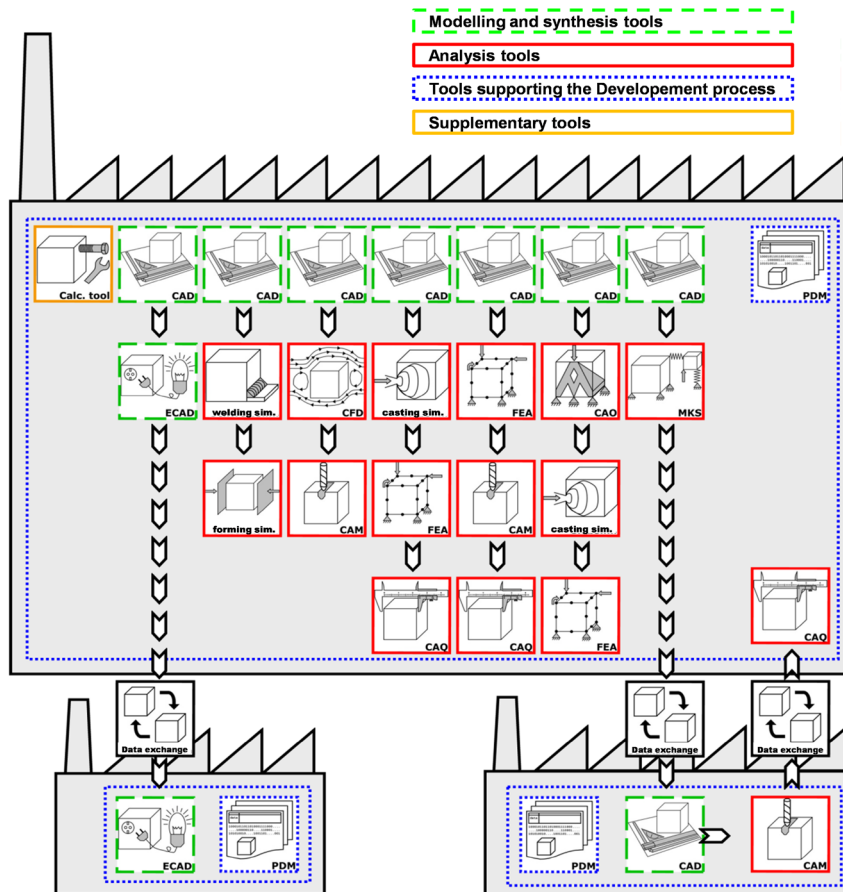 Modelling and synthesis tools
Analysis tools
Tools supporting the Developement process
Supplementary tools
Calc. tool
CAD
CAD
CAD
CAD
CAD
CAD
CAD
PDM
ECAD
welding sim.
CFD
casting sim.
FEA
CAO
MKS
forming sim.
CAM
FEA
CAM
casting sim.
CAQ
CAQ
FEA
CAQ
Data exchange
Data exchange
Data exchange
ECAD
PDM
PDM
CAD
CAM